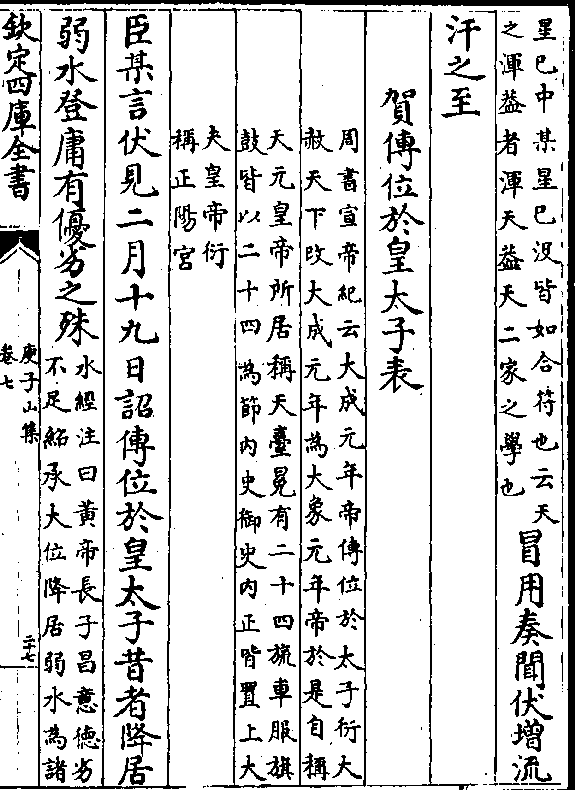 星已中某星已没皆如合符也云天
之渾葢者渾天葢天二家之學也
冒用奏聞伏增流
汗之至
賀傳位於皇太子表
周書宣帝紀云大成元年帝傳位於太子衍大
赦天下改大成元年為大象元年帝於是自稱
天元皇帝所居稱天臺冕有二十四旒車服旗
鼓皆以二十四為節内史御史内正皆置上大
夫皇帝衍
稱正陽宮
臣某言伏見二月十九日詔傳位於皇太子昔者降居
弱水登庸有優劣之殊
水經注曰黄帝長子昌意德劣
不足紹承大位降居弱水為諸
欽定四庫全書
庾子山集
卷七
二十七